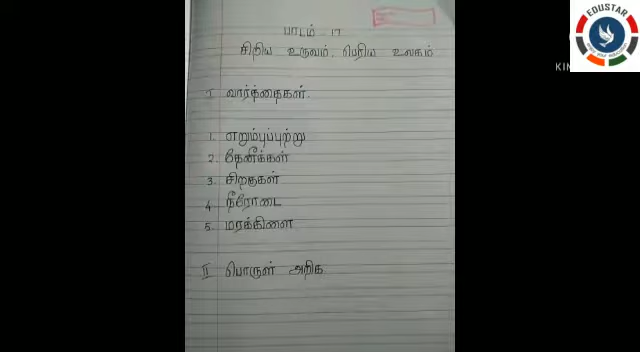 EDUSTAR
பாடம் - 17
சிறிய உருவம், பெரிய உலகம்
I வார்த்தைகள்.
1. எறும்புப்புற்று
2. தேனீக்கள்
3. சிறகுகள்
4. நீரோடை
5. மரக்கிளை
II பொருள் அறிக